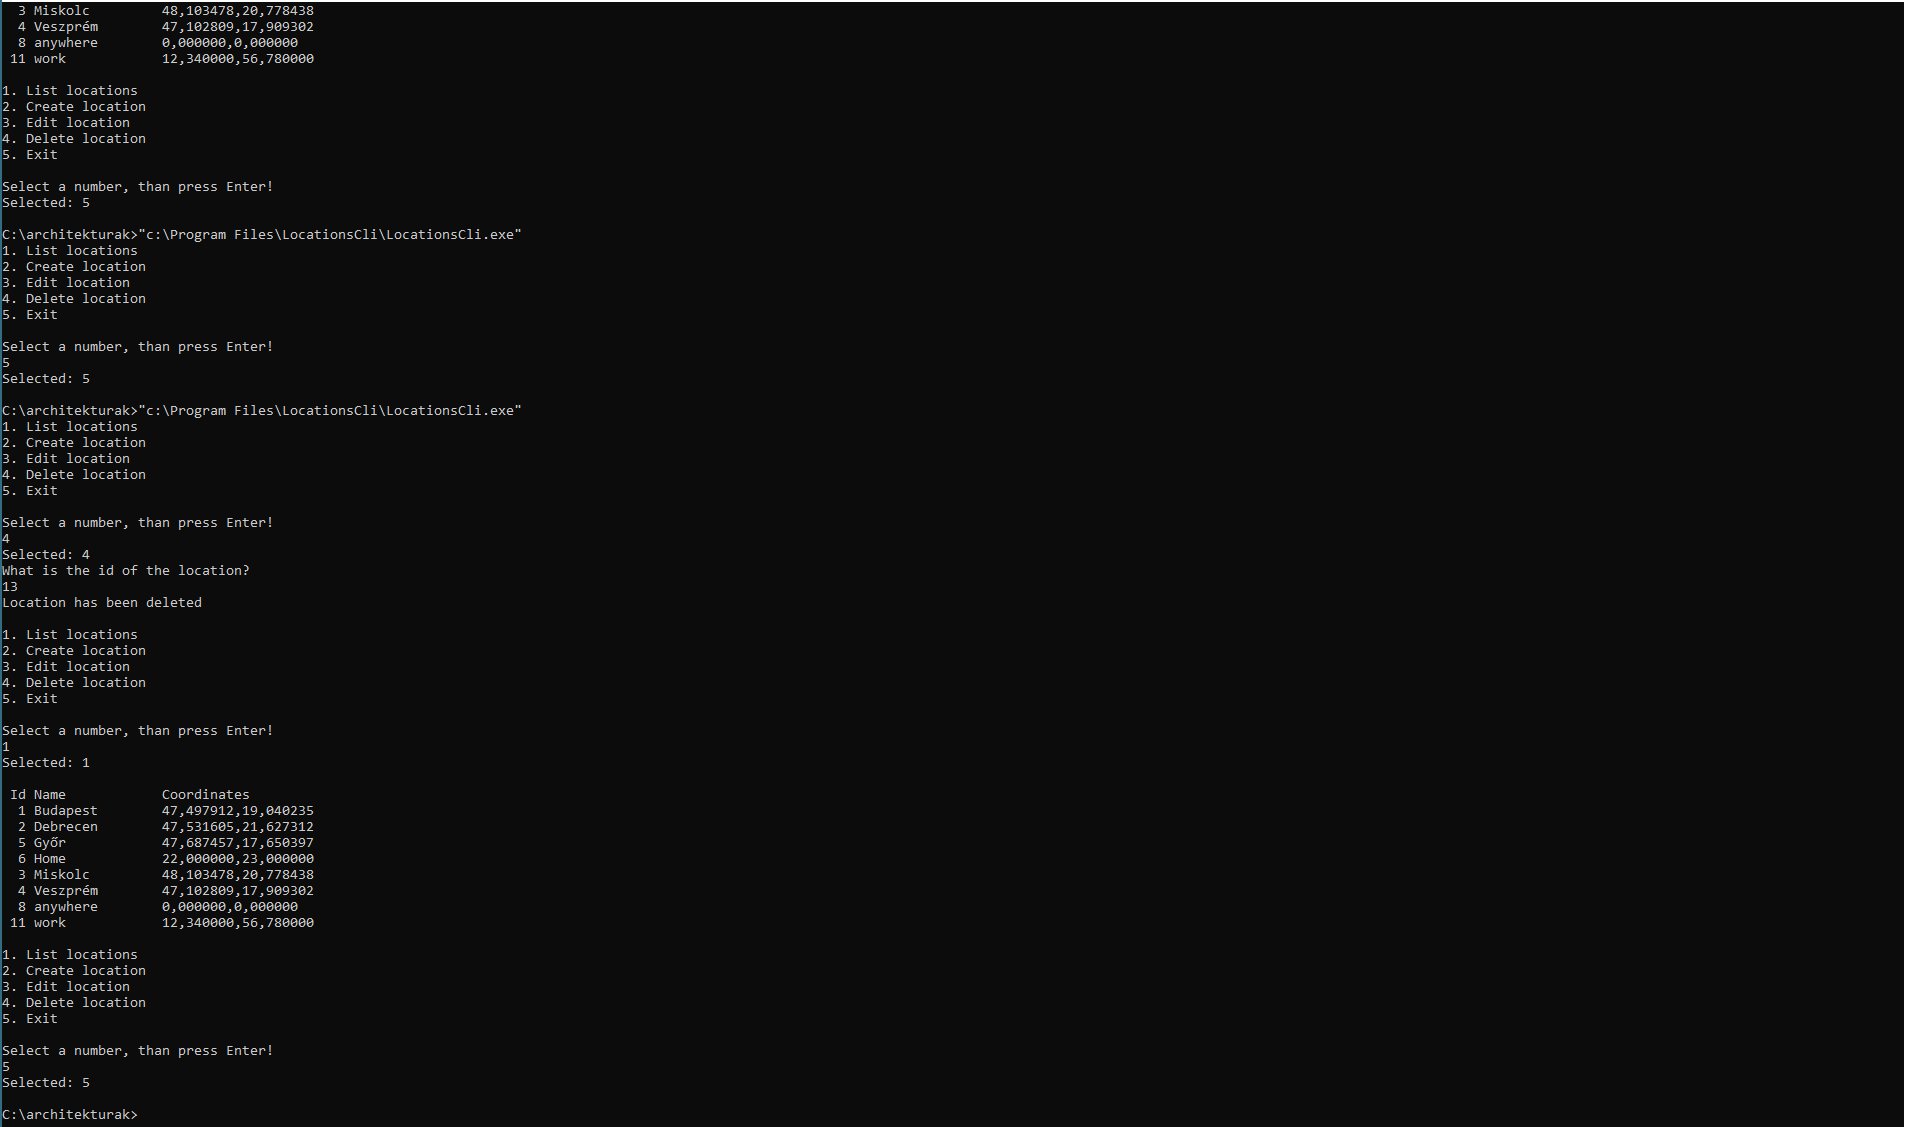 3 Miskolc 48,103478,20,778438
4 Veszprém 47,102809,17,909302
8 anywhere 0,000000,0,000000
11 work 12,340000,56,780000
1. List locations
2. Create location
3. Edit location
4. Delete location
5. Exit
Select a number, than press Enter!
Selected: 5
C:\architekturak>"c:\Program Files\LocationsCli\LocationsCli.exe"
1. List locations
2. Create location
3. Edit location
4. Delete location
5. Exit
Select a number, than press Enter!
5
Selected: 5
C:\architekturak>"c:\Program Files\LocationsCli\LocationsCli.exe"
1. List locations
2. Create location
3. Edit location
4. Delete location
5. Exit
Select a number, than press Enter!
4
Selected: 4
What is the id of the location?
13
Location has been deleted
1. List locations
2. Create location
3. Edit location
4. Delete location
5. Exit
Select a number, than press Enter!
1
Selected: 1
Id Name Coordinates
1 Budapest 47,497912,19,040235
2 Debrecen 47,531605,21,627312
5 Győr 47,687457,17,650397
6 Home 22,000000,23,000000
3 Miskolc 48,103478,20,778438
4 Veszprém 47,102809,17,909302
8 anywhere 0,000000,0,000000
11 work 12,340000,56,780000
1. List locations
2. Create location
3. Edit location
4. Delete location
5. Exit
Select a number, than press Enter!
5
Selected: 5
C:\architekturak>